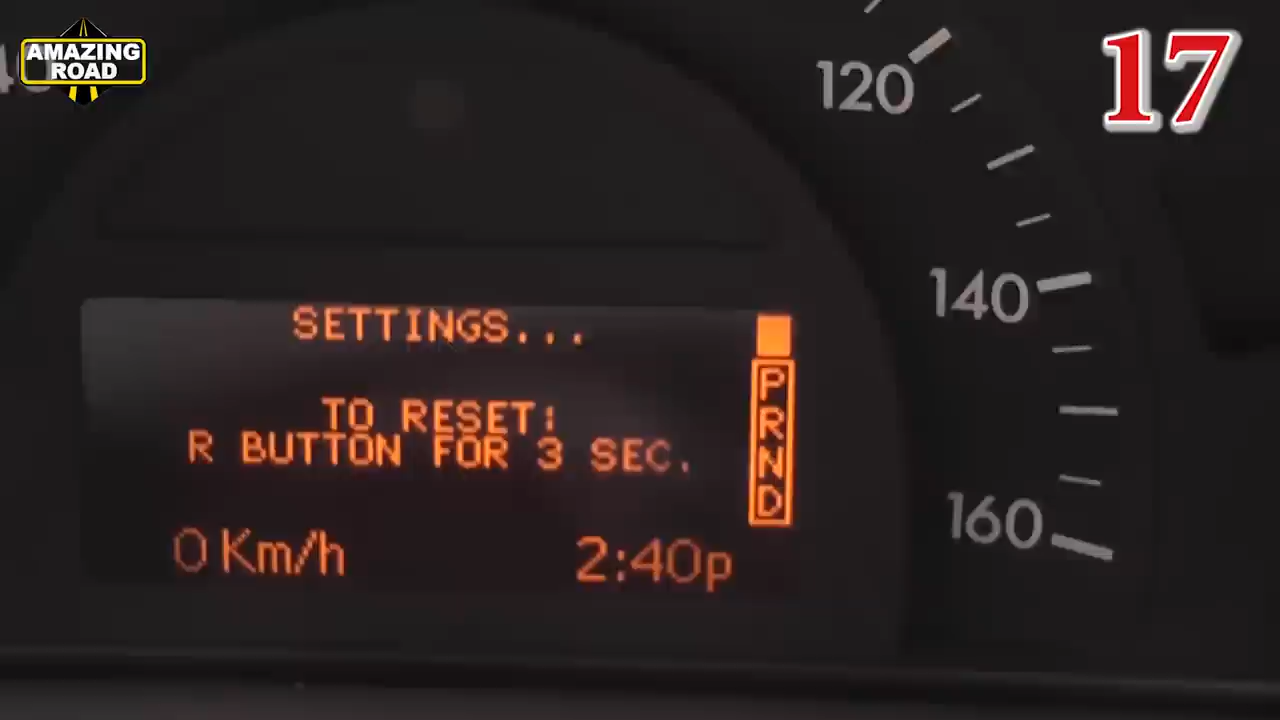 AMAZING
ROAD
17
120
140
160
SETTINGS...
TO RESET:
R BUTTON FOR 3 SEC.
P
R
N
D
0 Km/h
2:40p